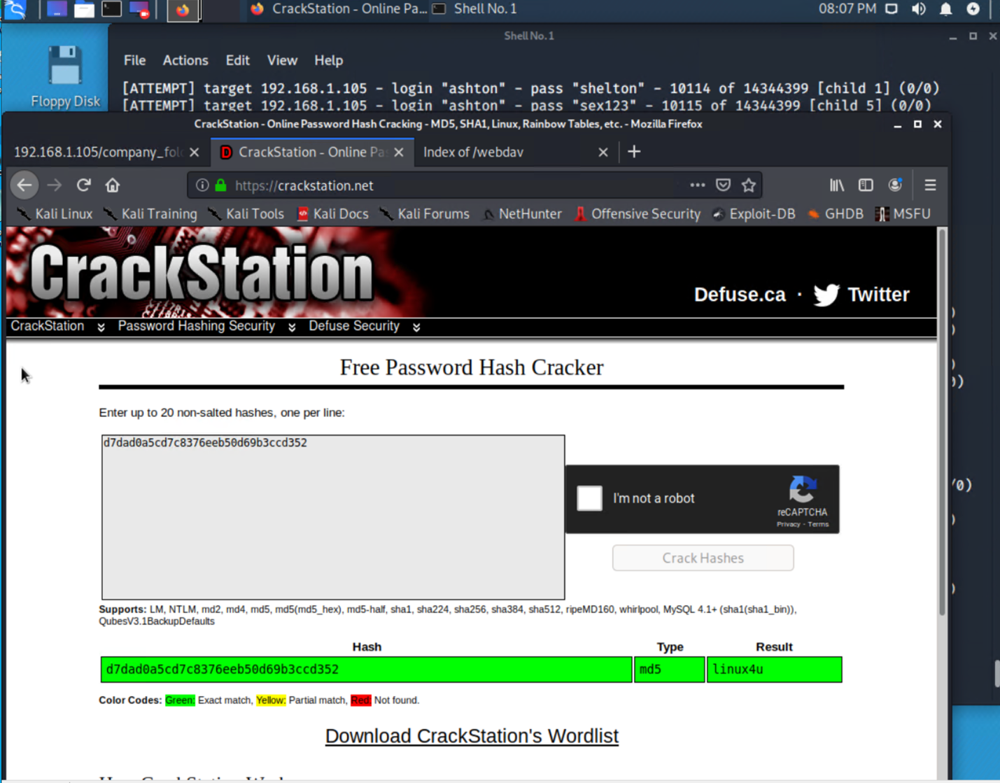 CrackStation - Online Pa... Shell No. 1 08:07 PM
Shell No. 1
File Actions Edit View Help
Floppy Disk
[ATTEMPT] target 192.168.1.105 - login "ashton" - pass "shelton" - 10114 of 14344399 [child 1] (0/0)
[ATTEMPT] target 192.168.1.105 - login "ashton" - pass "sex123" - 10115 of 14344399 [child 5] (0/0)
CrackStation - Online Password Hash Cracking - MD5, SHA1, Linux, Rainbow Tables, etc. - Mozilla Firefox
192.168.1.105/company_fol CrackStation - Online Pa Index of /webdav
https://crackstation.net
Kali Linux Kali Training Kali Tools Kali Docs Kali Forums NetHunter Offensive Security Exploit-DB GHDB MSFU
CrackStation
Defuse.ca · Twitter
CrackStation Password Hashing Security Defuse Security
Free Password Hash Cracker
Enter up to 20 non-salted hashes, one per line:
d7dad0a5cd7c8376eeb50d69b3ccd352
I'm not a robot
reCAPTCHA
Privacy - Terms
Crack Hashes
Supports: LM, NTLM, md2, md4, md5, md5(md5_hex), md5-half, sha1, sha224, sha256, sha384, sha512, ripeMD160, whirlpool, MySQL 4.1+ (sha1(sha1_bin)),
QubesV3.1BackupDefaults
Hash Type Result
d7dad0a5cd7c8376eeb50d69b3ccd352 md5 linux4u
Color Codes: Green: Exact match, Yellow: Partial match, Red: Not found.
Download CrackStation's Wordlist